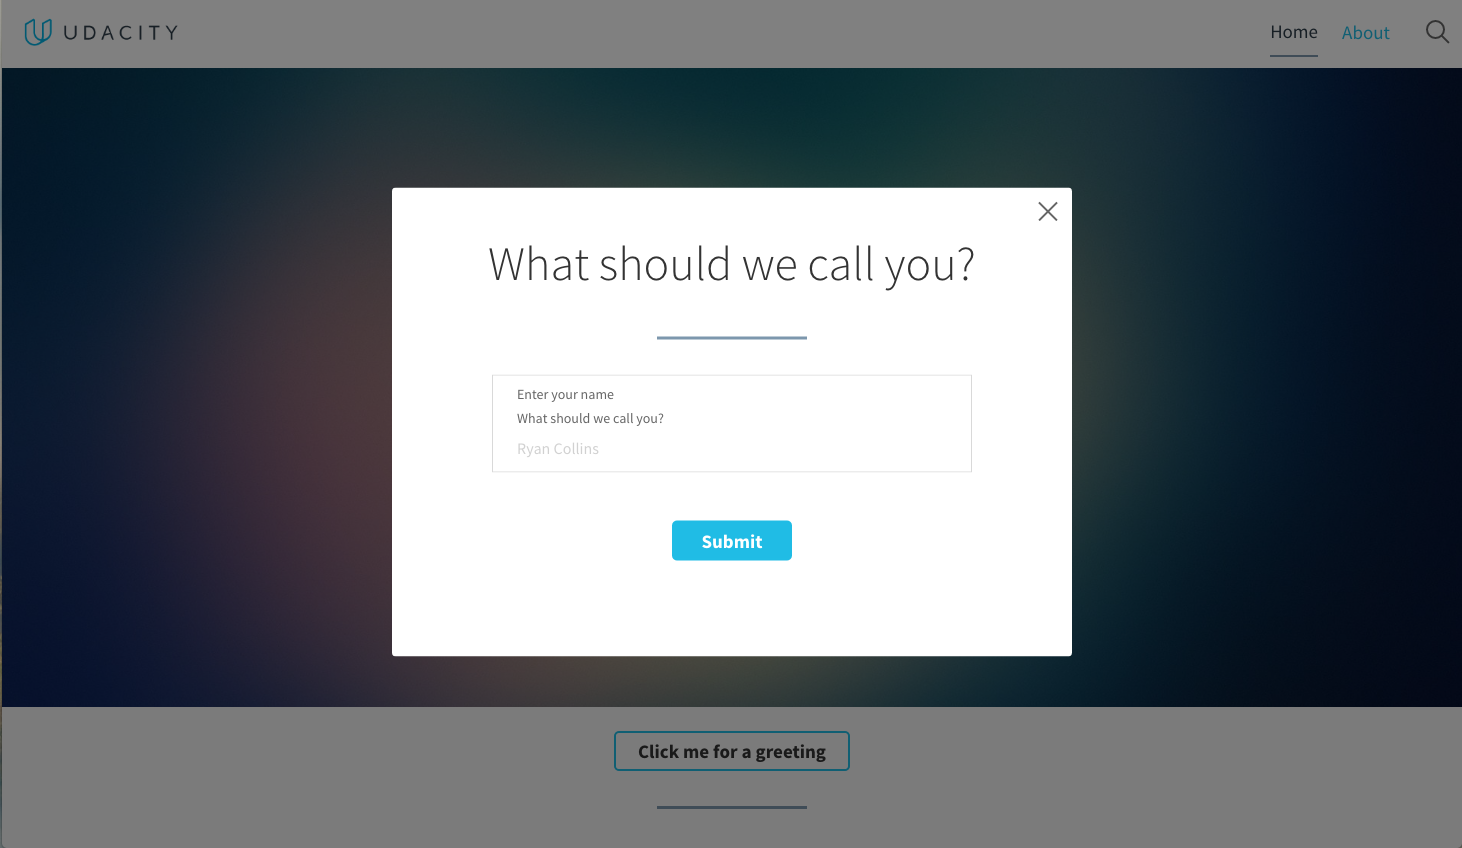 UDACITY
Home About
What should we call you?
Enter your name
What should we call you?
Ryan Collins
Submit
Click me for a greeting